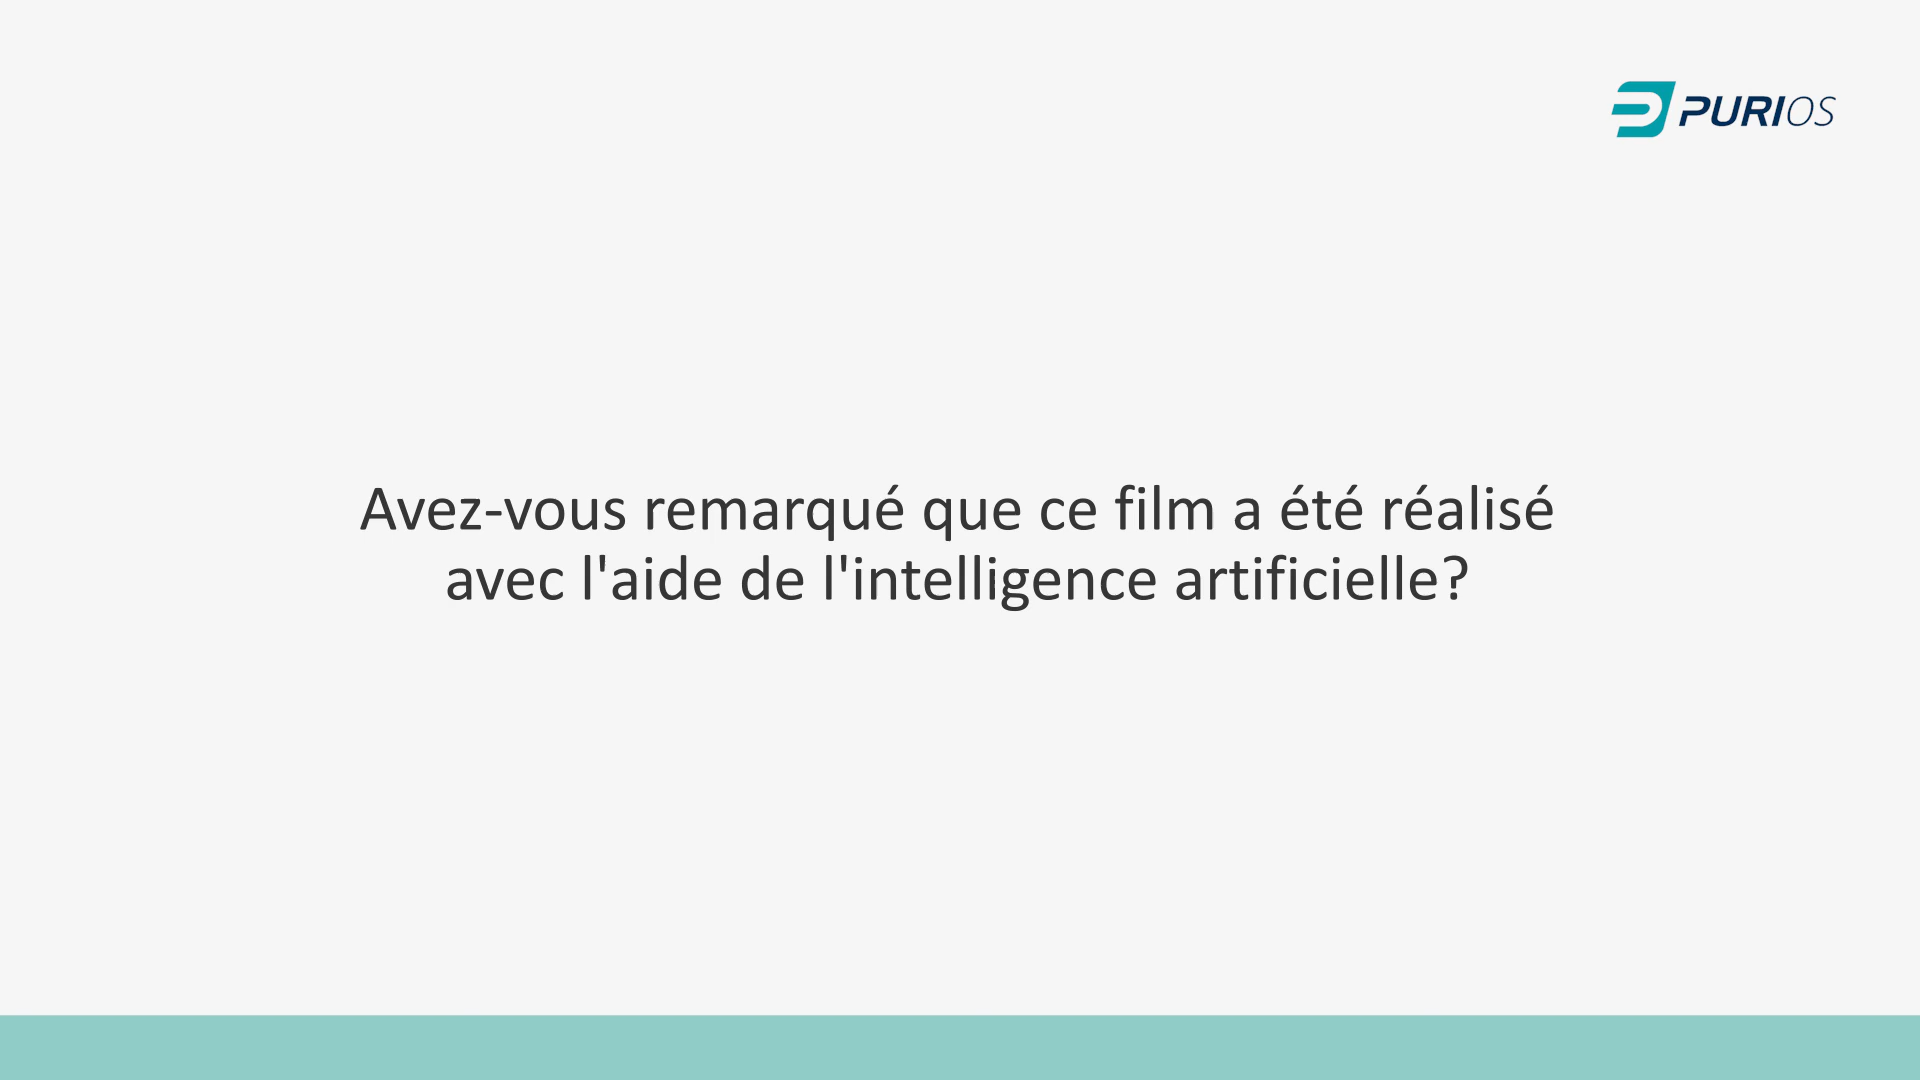 PURIOS
Avez-vous remarqué que ce film a été réalisé
avec l'aide de l'intelligence artificielle?